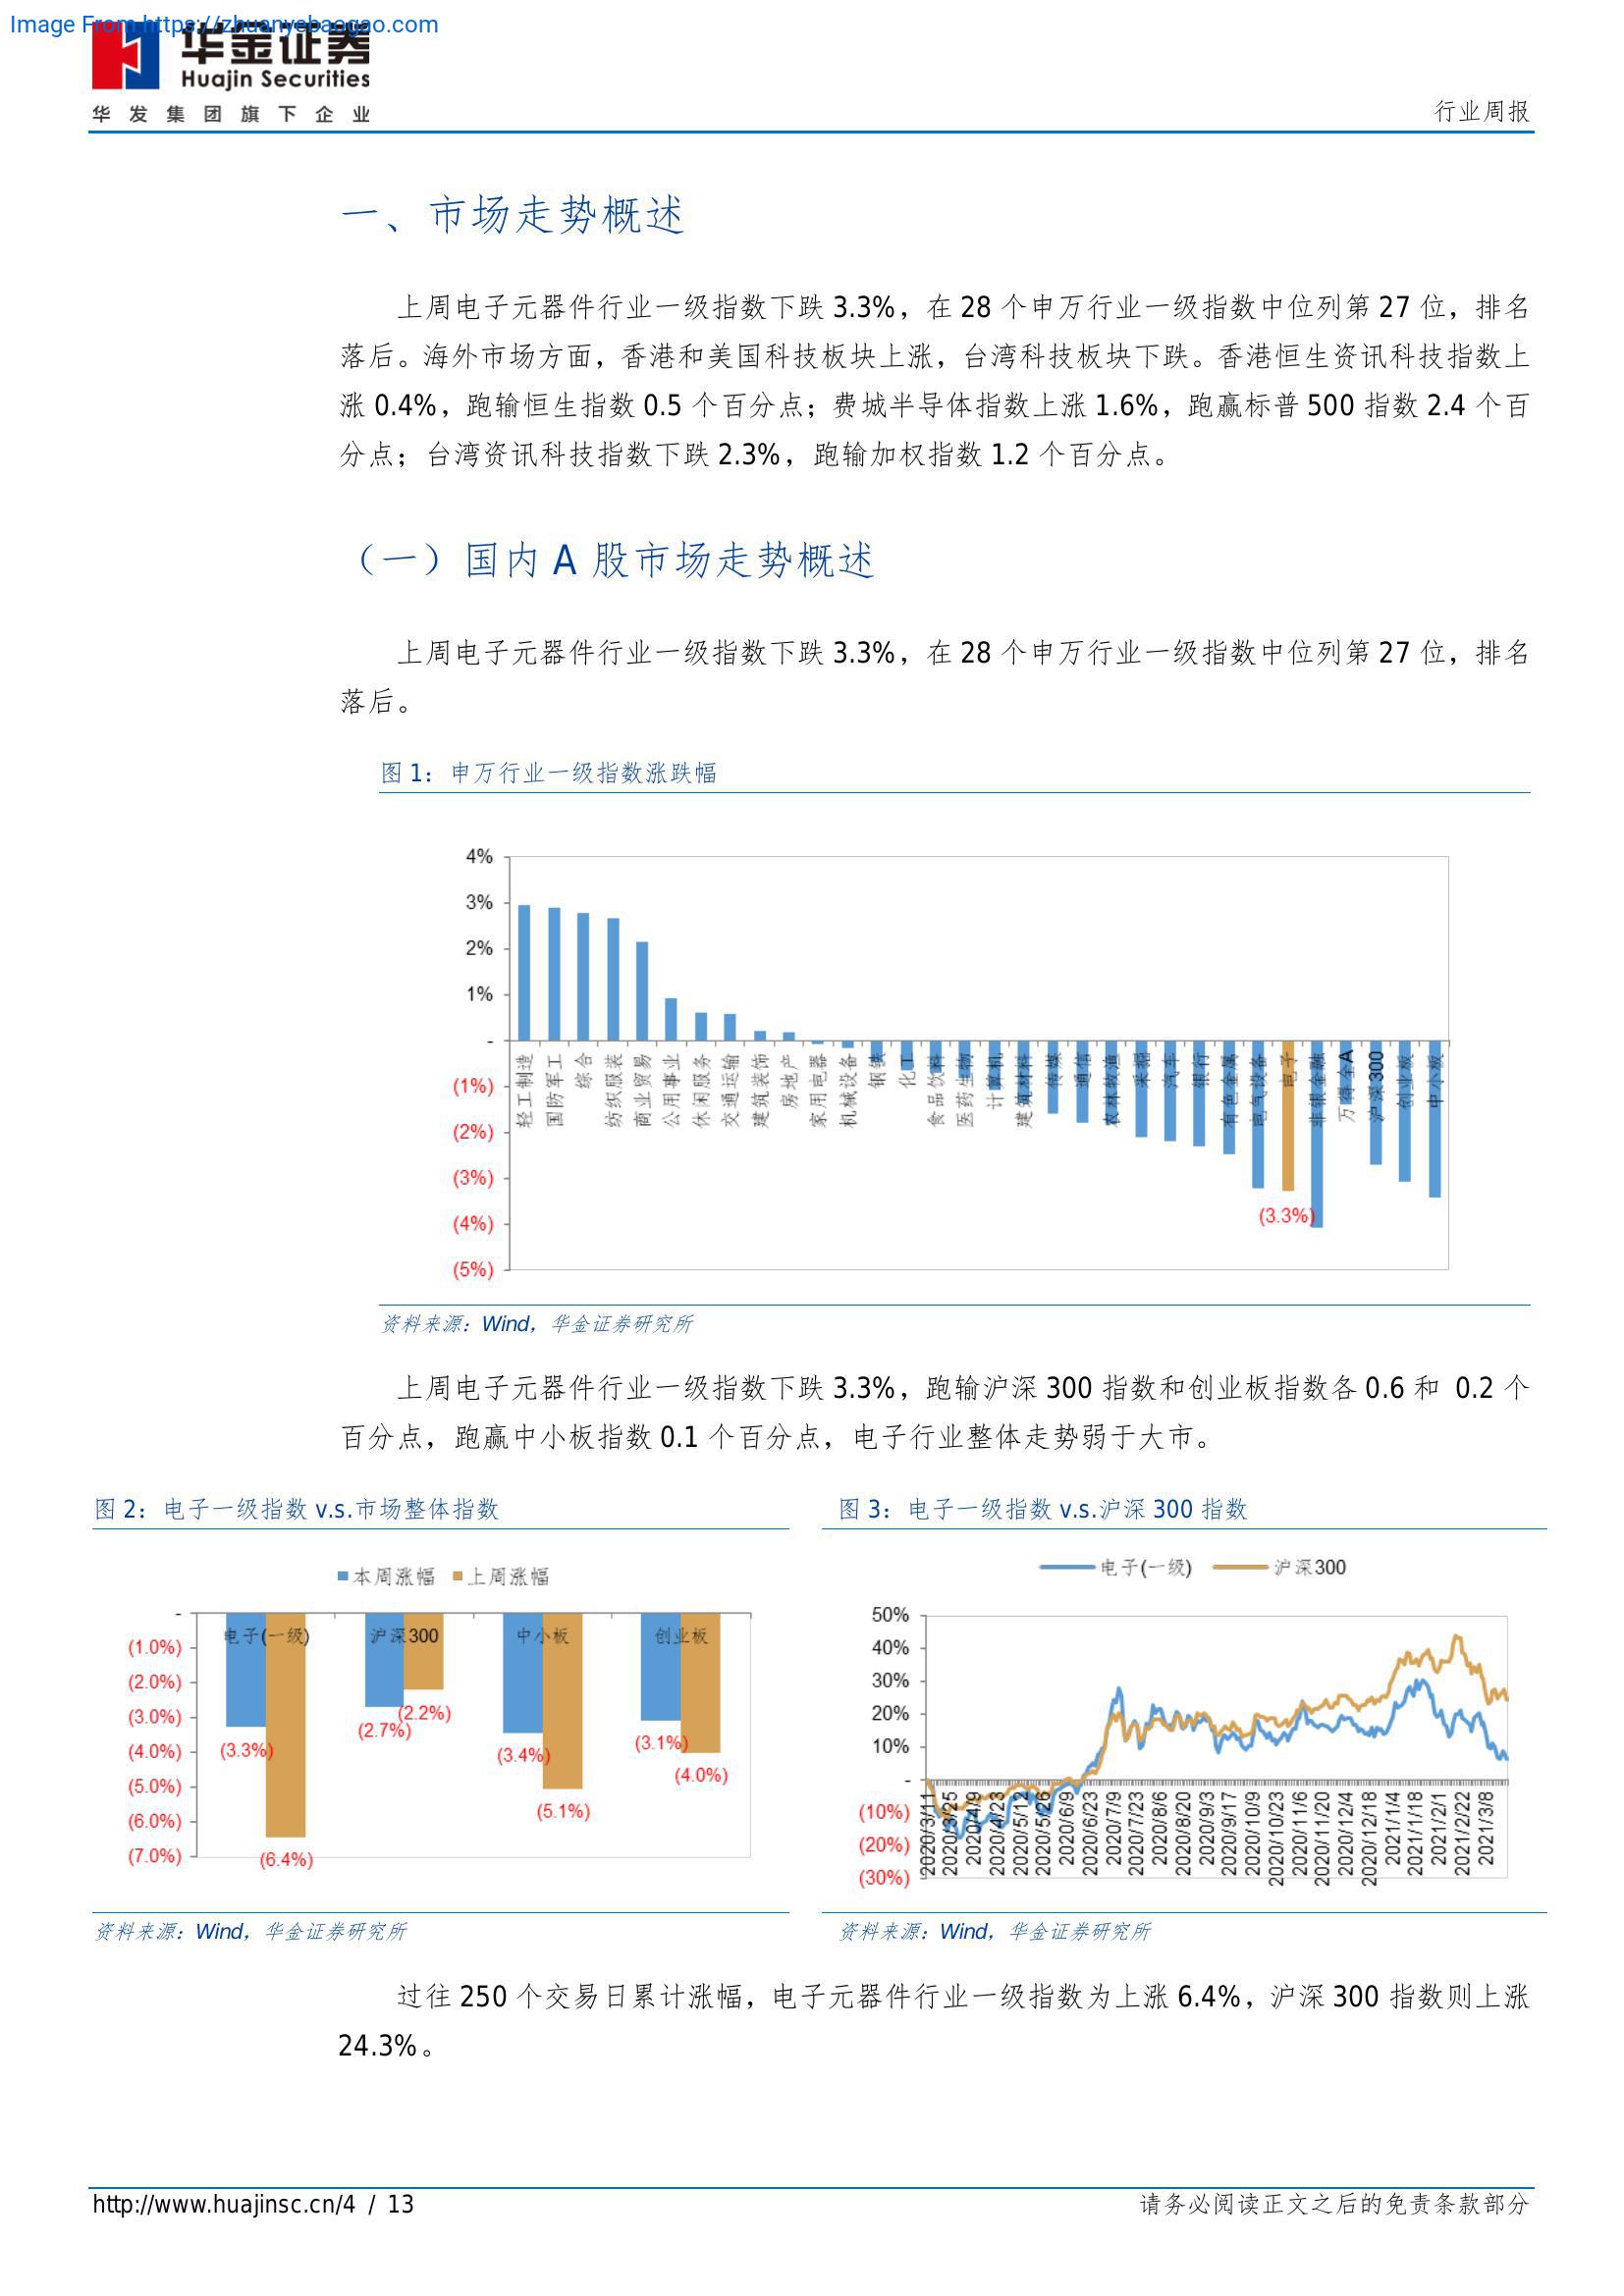 Image From https://zhuanyebaogao.com
华金证券
Huajin Securities
华发集团旗下企业
行业周报
一、市场走势概述
上周电子元器件行业一级指数下跌 3.3%，在 28 个申万行业一级指数中位列第 27 位，排名
落后。海外市场方面，香港和美国科技板块上涨，台湾科技板块下跌。香港恒生资讯科技指数上
涨 0.4%，跑输恒生指数 0.5 个百分点；费城半导体指数上涨 1.6%，跑赢标普 500 指数 2.4 个百
分点；台湾资讯科技指数下跌 2.3%，跑输加权指数 1.2 个百分点。
（一）国内 A 股市场走势概述
上周电子元器件行业一级指数下跌 3.3%，在 28 个申万行业一级指数中位列第 27 位，排名
落后。
图 1：申万行业一级指数涨跌幅
4%
3%
2%
1%
-
(1%)
(2%)
(3%)
(4%)
(5%)
轻工制造
国防军工
综合
纺织服装
商业贸易
公用事业
休闲服务
交通运输
建筑装饰
房地产
家用电器
机械设备
钢铁
化工
食品饮料
医药生物
计算机
建筑材料
传媒
通信
农林牧渔
采掘
汽车
银行
有色金属
电气设备
电子
非银金融
万得全A
沪深300
创业板
中小板
(3.3%)
资料来源：Wind，华金证券研究所
上周电子元器件行业一级指数下跌 3.3%，跑输沪深 300 指数和创业板指数各 0.6 和 0.2 个
百分点，跑赢中小板指数 0.1 个百分点，电子行业整体走势弱于大市。
图 2：电子一级指数 v.s.市场整体指数
本周涨幅 上周涨幅
-
(1.0%)
(2.0%)
(3.0%)
(4.0%)
(5.0%)
(6.0%)
(7.0%)
电子(一级) 沪深300 中小板 创业板
(3.3%)
(6.4%)
(2.7%)
(2.2%)
(3.4%)
(5.1%)
(3.1%)
(4.0%)
资料来源：Wind，华金证券研究所
图 3：电子一级指数 v.s.沪深 300 指数
电子(一级) 沪深300
50%
40%
30%
20%
10%
-
(10%)
(20%)
(30%)
2020/3/11
2020/3/25
2020/4/9
2020/4/23
2020/5/12
2020/5/26
2020/6/9
2020/6/23
2020/7/9
2020/7/23
2020/8/6
2020/8/20
2020/9/3
2020/9/17
2020/10/9
2020/10/23
2020/11/6
2020/11/20
2020/12/4
2020/12/18
2021/1/4
2021/1/18
2021/2/1
2021/2/22
2021/3/8
资料来源：Wind，华金证券研究所
过往 250 个交易日累计涨幅，电子元器件行业一级指数为上涨 6.4%，沪深 300 指数则上涨
24.3%。
http://www.huajinsc.cn/4 / 13
请务必阅读正文之后的免责条款部分